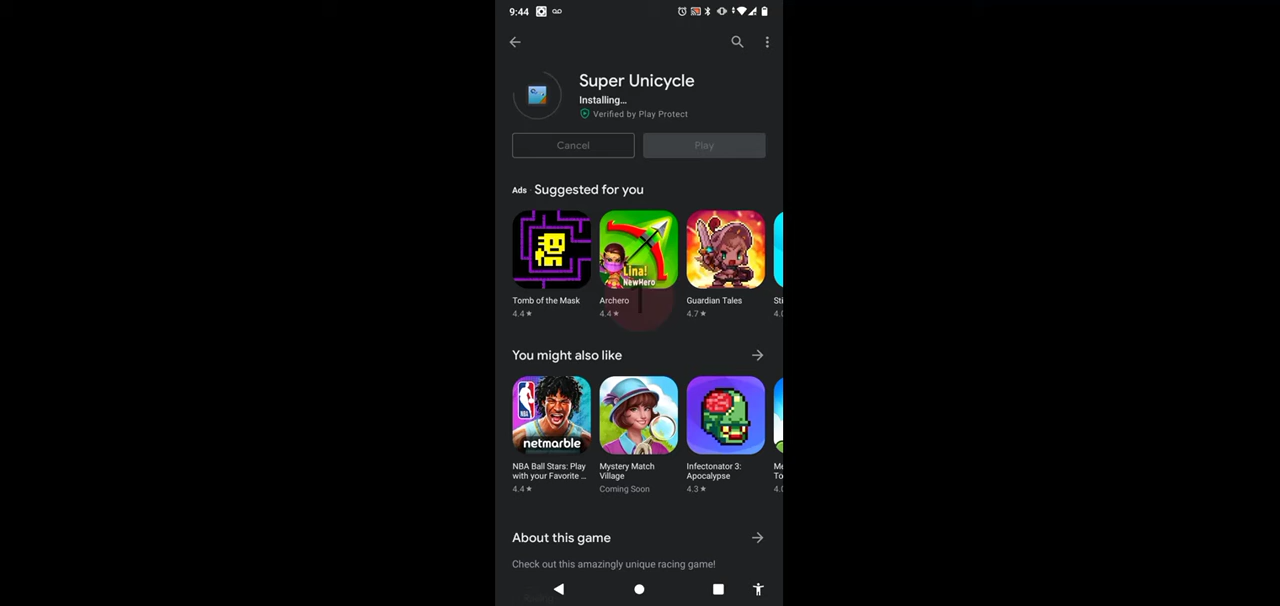 9:44
Super Unicycle
Installing...
Verified by Play Protect
Cancel
Play
Ads · Suggested for you
Lina!
NewHero
Tomb of the Mask
Archero
Guardian Tales
4.4★
4.4★
4.7★
4.0
You might also like
NBA
netmarble
NBA Ball Stars: Play
with your Favorite ...
Mystery Match
Village
Infectonator 3:
Apocalypse
4.4★
Coming Soon
4.3★
About this game
Check out this amazingly unique racing game!